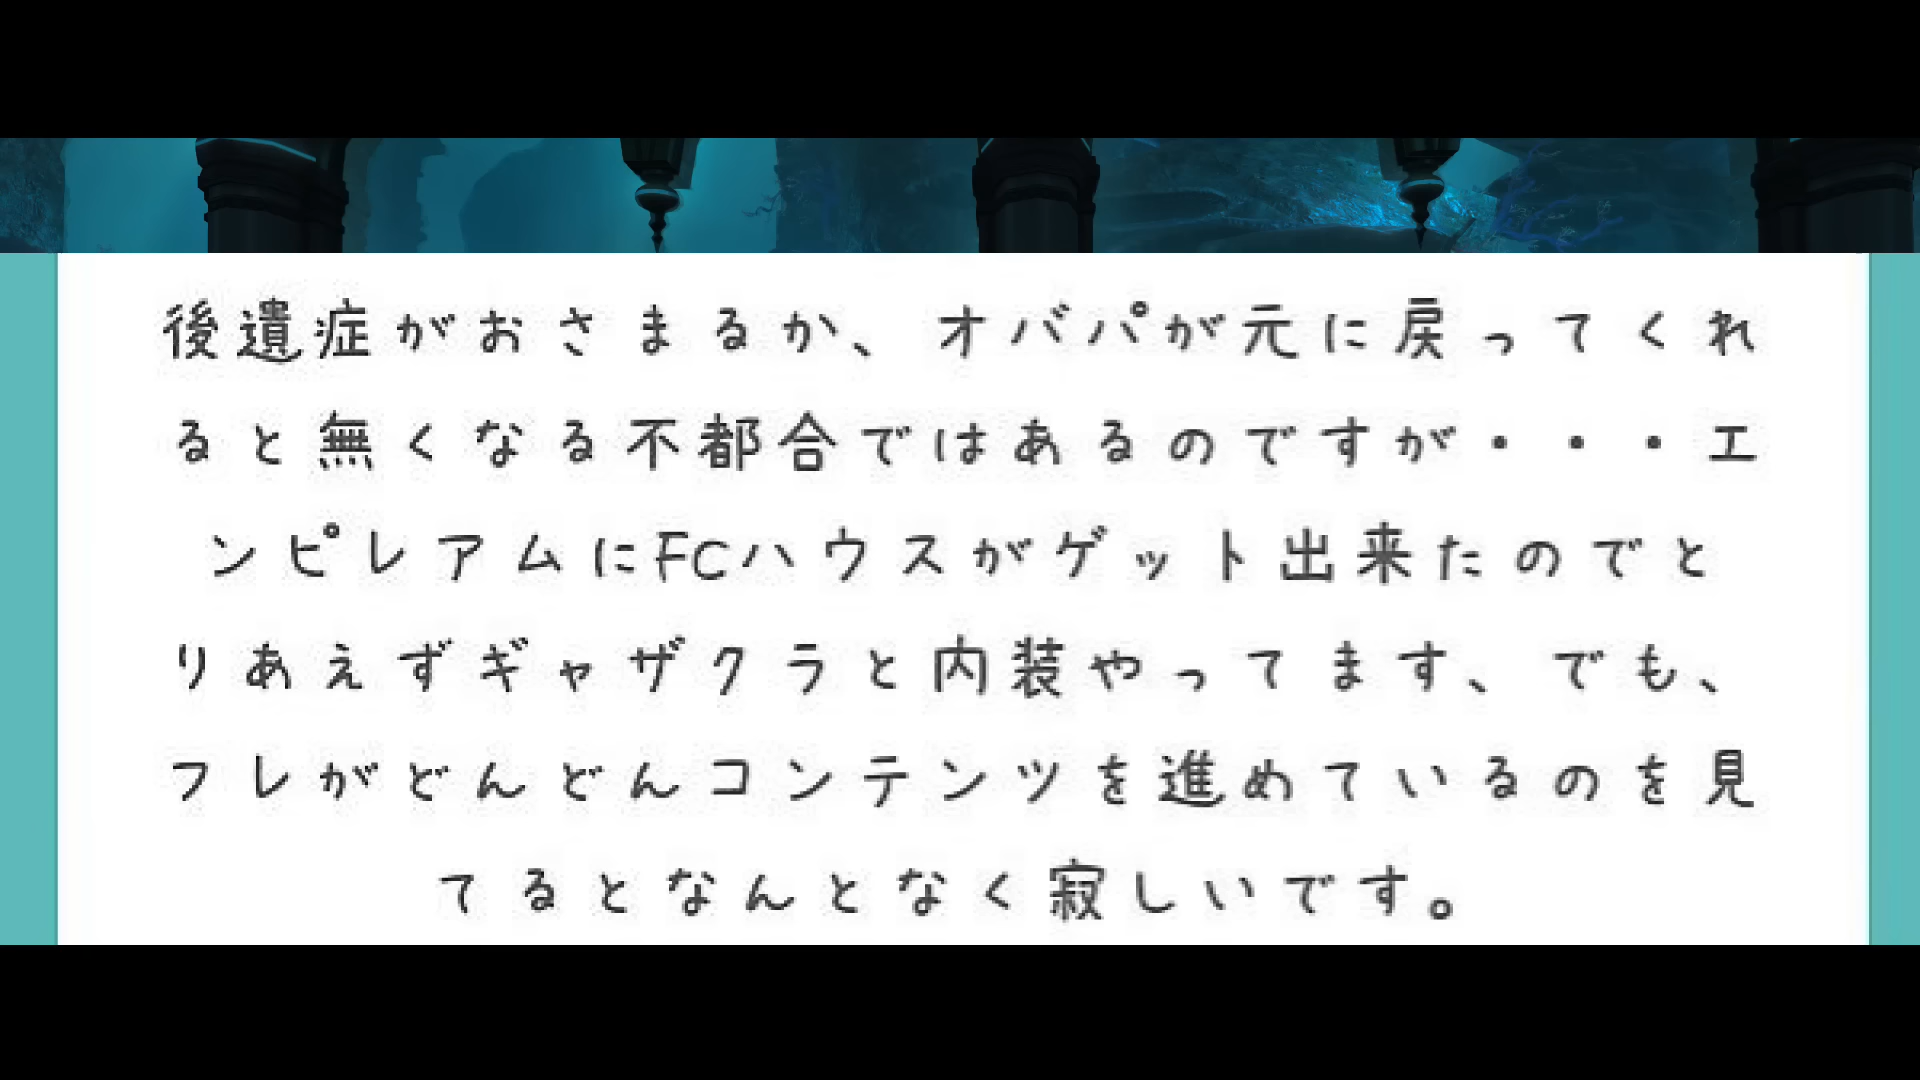 後遺症がおさまるか、オババが元に戻ってくれ
ると無くなる不都合ではあるのですが・・・エ
ンピレアムにFCハウスがゲット出来たのでと
りあえずギャザクラと内装やってます、でも、
フレがどんどんコンテンツを進めているのを見
てるとなんとなく寂しいです。